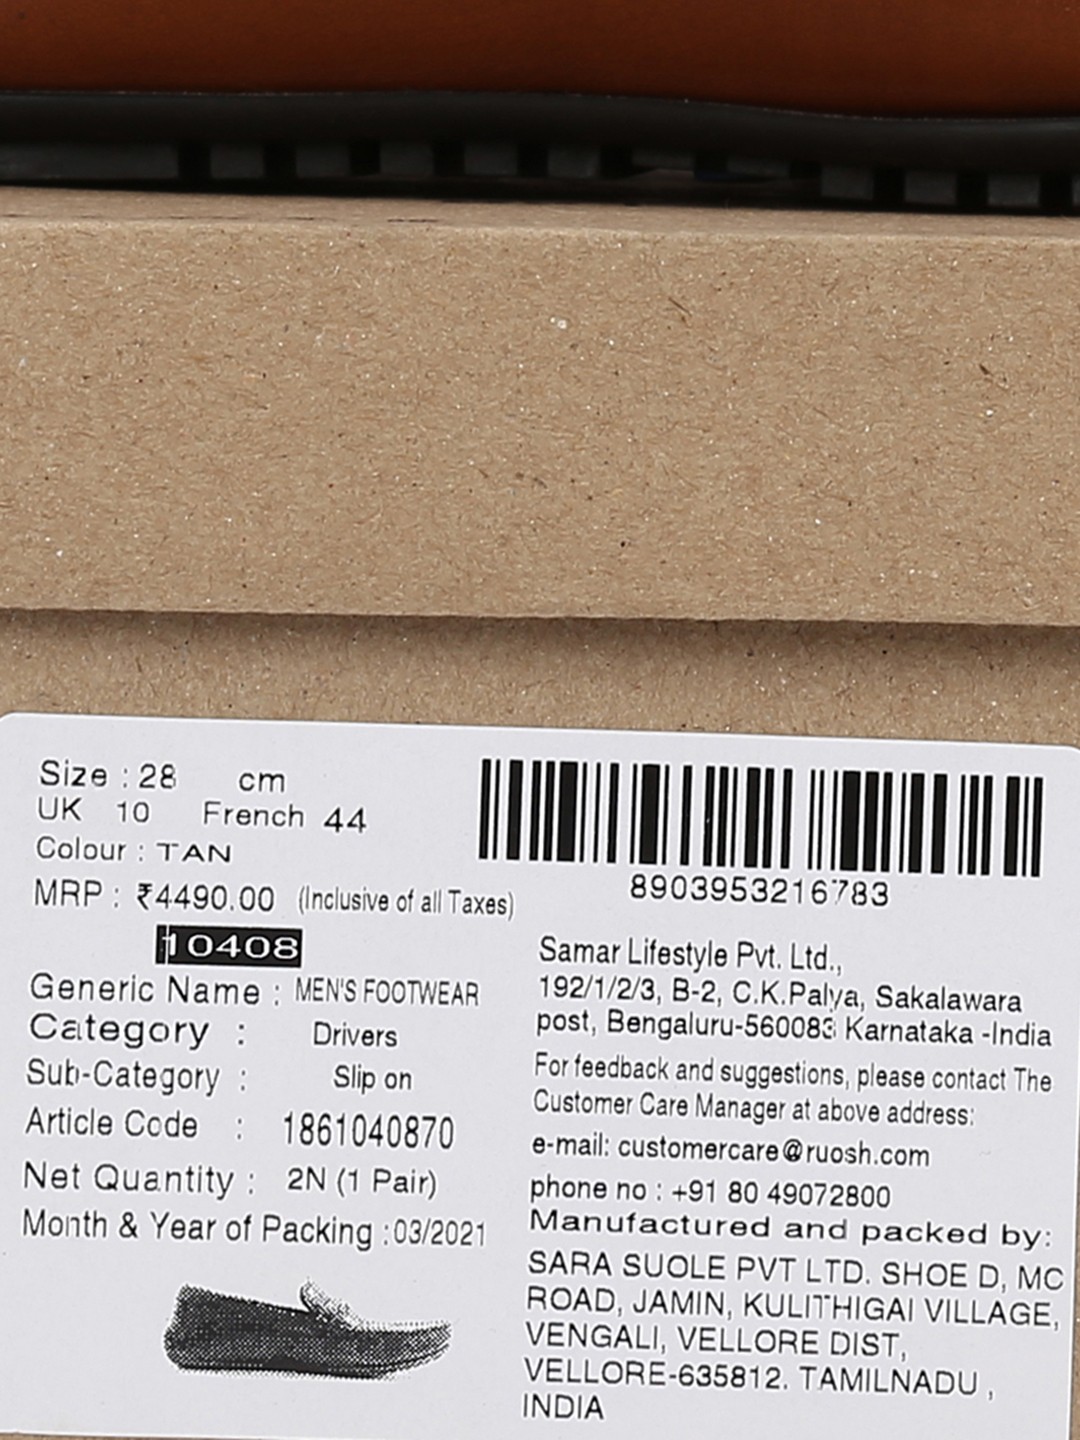 Size : 28 cm
UK 10 French 44
Colour : TAN
MRP : ₹4490.00 (Inclusive of all Taxes)
10408
Generic Name : MEN'S FOOTWEAR
Category : Drivers
Sub-Category : Slip on
Article Code : 1861040870
Net Quantity : 2N (1 Pair)
Month & Year of Packing :03/2021
8903953216783
Samar Lifestyle Pvt. Ltd.,
192/1/2/3, B-2, C.K.Palya, Sakalawara
post, Bengaluru-560083 Karnataka -India
For feedback and suggestions, please contact The
Customer Care Manager at above address:
e-mail: customercare@ruosh.com
phone no : +91 80 49072800
Manufactured and packed by:
SARA SUOLE PVT LTD. SHOE D, MC
ROAD, JAMIN, KULITHIGAI VILLAGE,
VENGALI, VELLORE DIST,
VELLORE-635812. TAMILNADU ,
INDIA